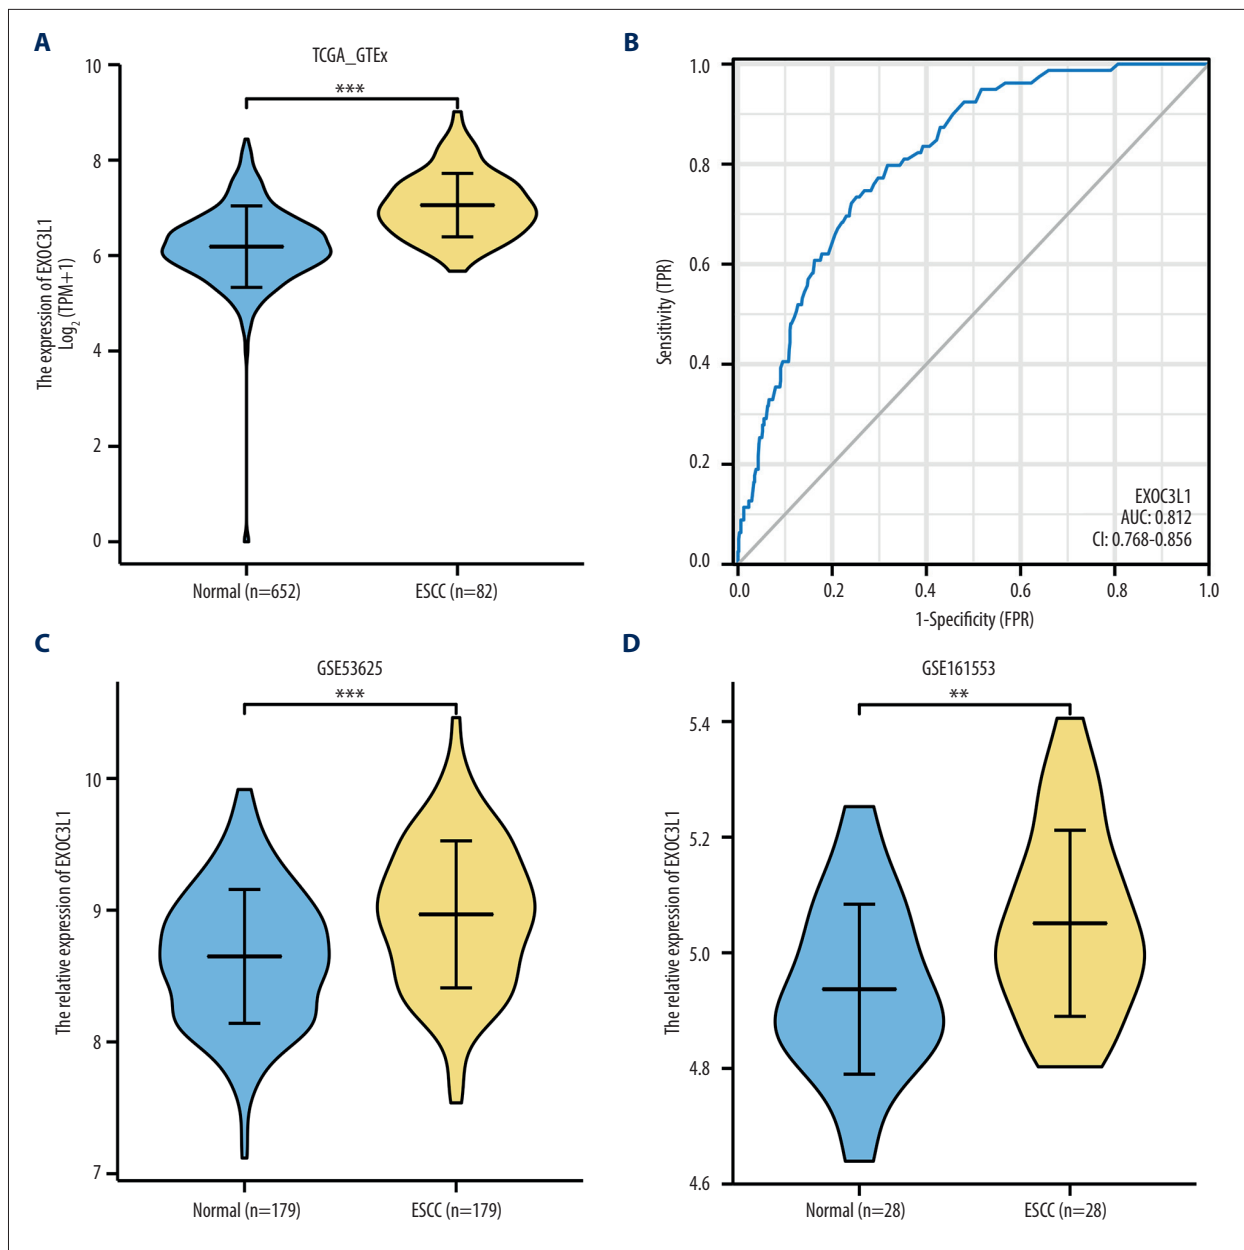 A
TCGA_GTEx
***
The expression of EXOC3L1
Log2 (TPM+1)
10
8
6
4
2
0
Normal (n=652)
ESCC (n=82)
B
Sensitivity (TPR)
1.0
0.8
0.6
0.4
0.2
0.0
EXOC3L1
AUC: 0.812
CI: 0.768-0.856
0.0
0.2
0.4
0.6
0.8
1.0
1-Specificity (FPR)
C
GSE53625
***
The relative expression of EXOC3L1
10
9
8
7
Normal (n=179)
ESCC (n=179)
D
GSE161553
**
The relative expression of EXOC3L1
5.4
5.2
5.0
4.8
4.6
Normal (n=28)
ESCC (n=28)